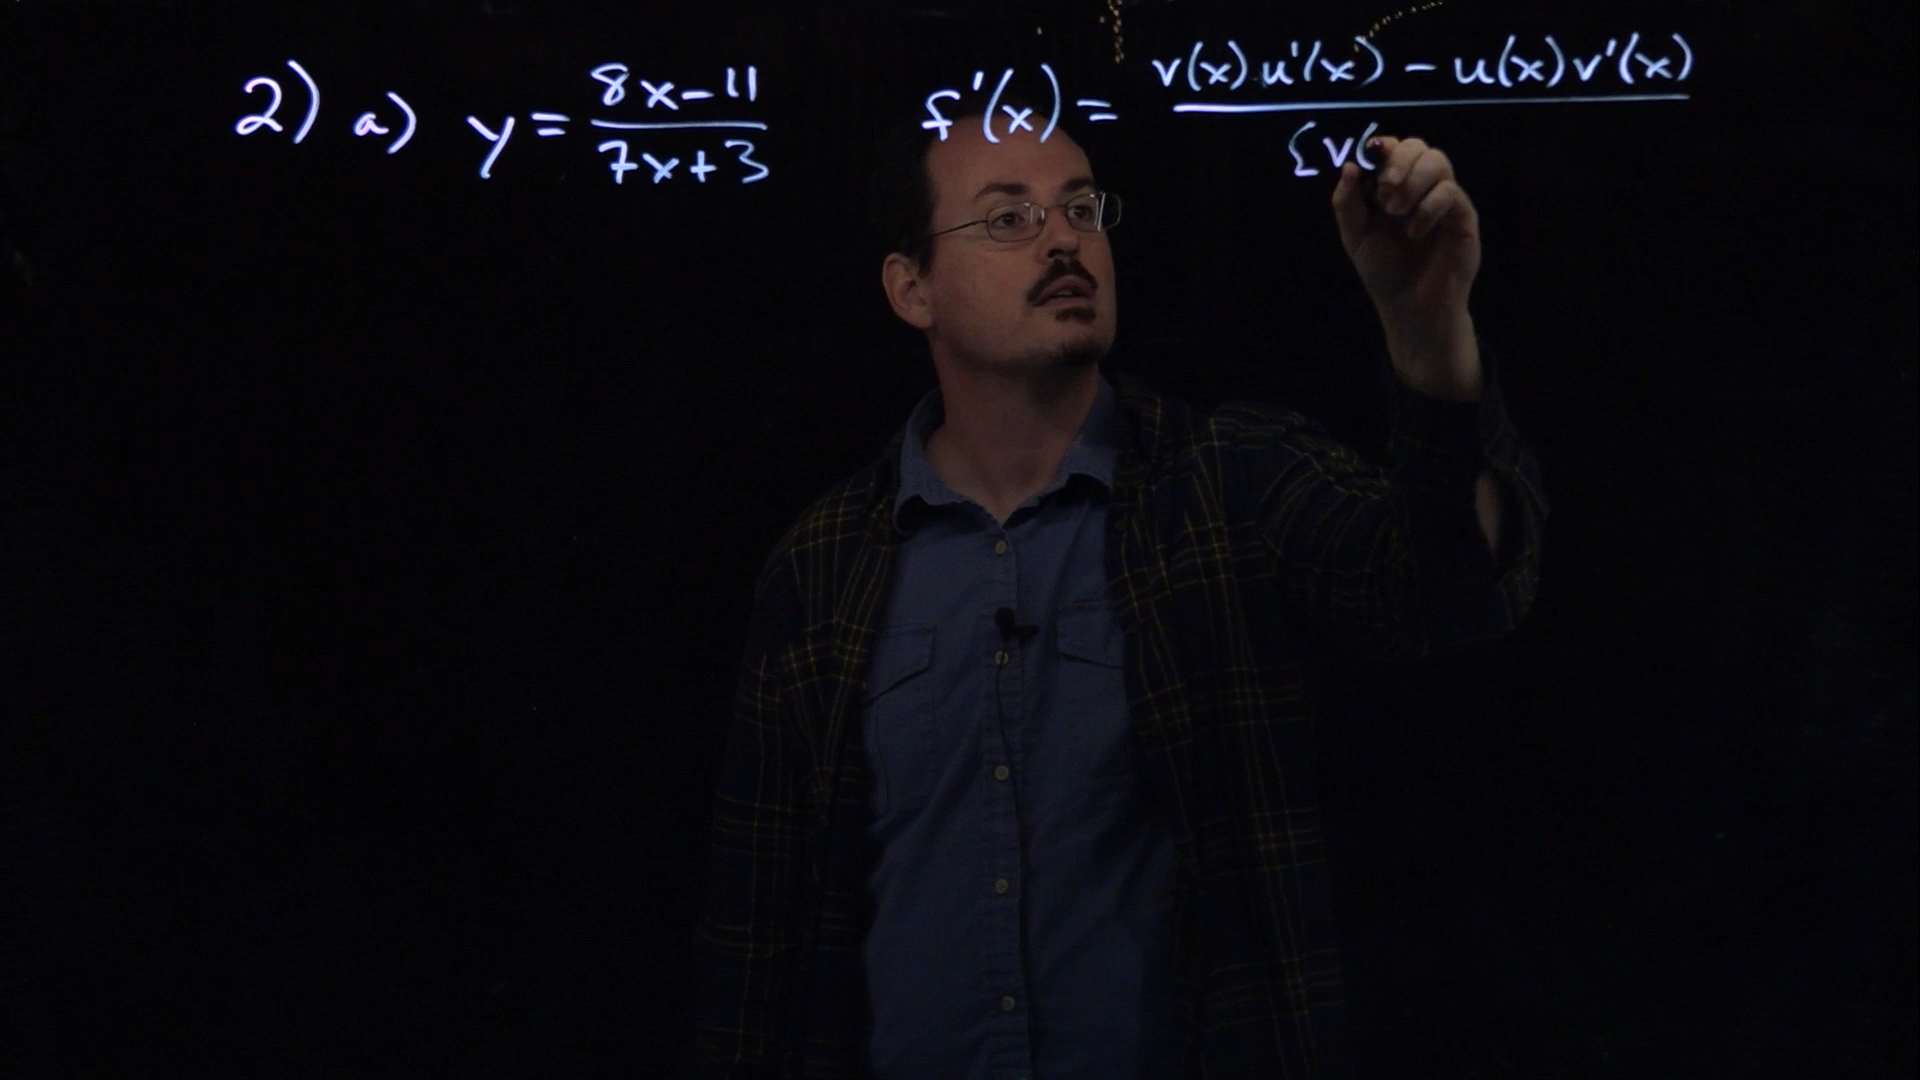 2) a) y = 8x-11 / 7x+3
f'(x) = v(x) u'(x) - u(x) v'(x) / [v(